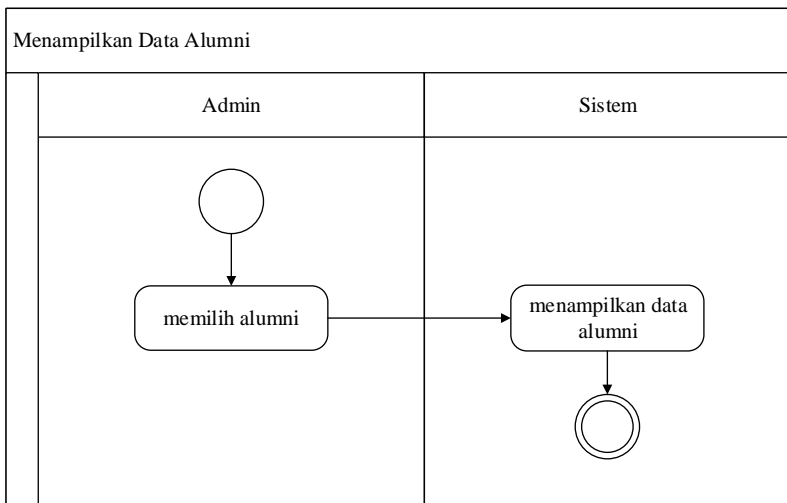 Menampilkan Data Alumni
Admin
Sistem
memilih alumni
menampilkan data
alumni